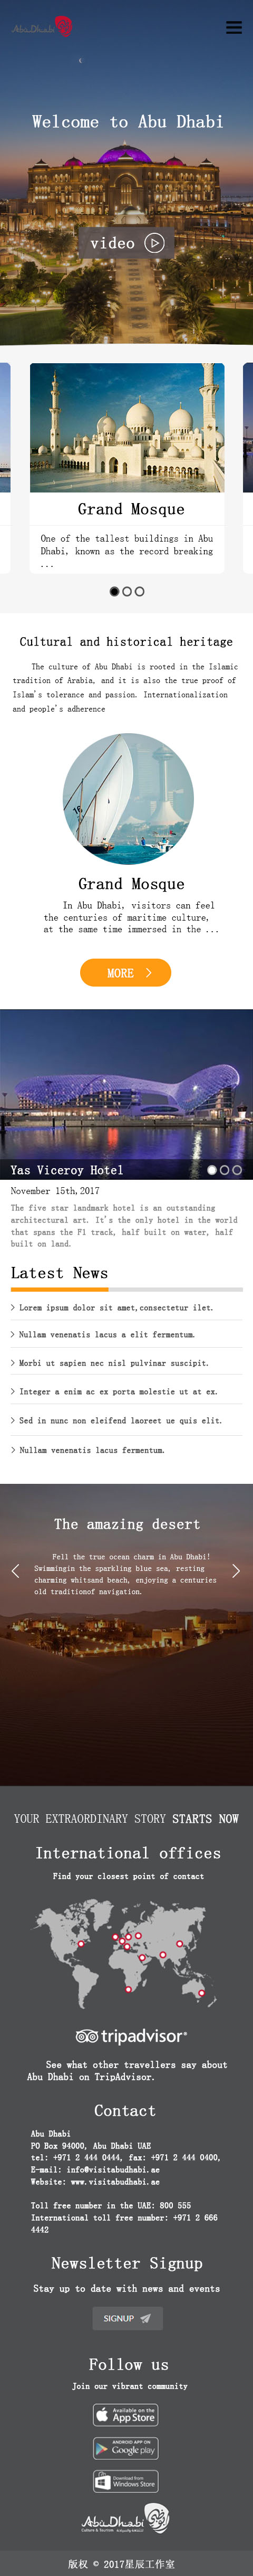 Abu Dhabi
Welcome to Abu Dhabi
video
Grand Mosque
One of the tallest buildings in Abu
Dhabi, known as the record breaking
...
Cultural and historical heritage
The culture of Abu Dhabi is rooted in the Islamic
tradition of Arabia, and it is also the true proof of
Islam's tolerance and passion. Internationalization
and people's adherence
Grand Mosque
In Abu Dhabi, visitors can feel
the centuries of maritime culture,
at the same time immersed in the ...
MORE
Yas Viceroy Hotel
November 15th,2017
The five star landmark hotel is an outstanding
architectural art. It's the only hotel in the world
that spans the F1 track, half built on water, half
built on land.
Latest News
Lorem ipsum dolor sit amet,consectetur ilet.
Nullam venenatis lacus a elit fermentum.
Morbi ut sapien nec nisl pulvinar suscipit.
Integer a enim ac ex porta molestie ut at ex.
Sed in nunc non eleifend laoreet ue quis elit.
Nullam venenatis lacus fermentum.
The amazing desert
Fell the true ocean charm in Abu Dhabi!
Swimmingin the sparkling blue sea, resting
charming whitsand beach, enjoying a centuries
old traditionof navigation.
YOUR EXTRAORDINARY STORY STARTS NOW
International offices
Find your closest point of contact
tripadvisor
See what other travellers say about
Abu Dhabi on TripAdvisor.
Contact
Abu Dhabi
PO Box 94000, Abu Dhabi UAE
tel: +971 2 444 0444, fax: +971 2 444 0400,
E-mail: info@visitabudhabi.ae
Website: www.visitabudhabi.ae
Toll free number in the UAE: 800 555
International toll free number: +971 2 666
4442
Newsletter Signup
Stay up to date with news and events
SIGNUP
Follow us
Join our vibrant community
Available on the
App Store
ANDROID APP ON
Google play
Download from
Windows Store
Abu Dhabi
Culture & Tourism
版权 © 2017星辰工作室